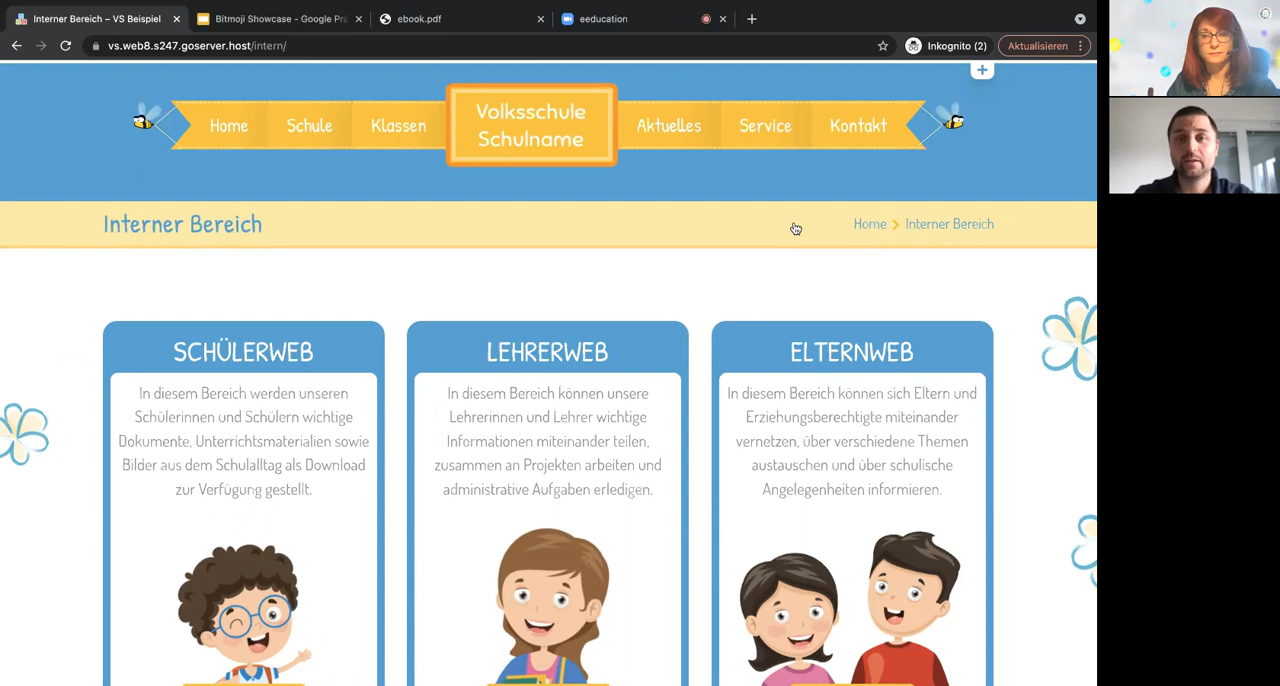 Interner Bereich – VS Beispiel
Bitmoji Showcase - Google Prä
ebook.pdf
eeducation
vs.web8.s247.goserver.host/intern/
Inkognito (2)
Aktualisieren
Home
Schule
Klassen
Volksschule
Schulname
Aktuelles
Service
Kontakt
Interner Bereich
Home
Interner Bereich
SCHÜLERWEB
In diesem Bereich werden unseren
Schülerinnen und Schülern wichtige
Dokumente, Unterrichtsmaterialien sowie
Bilder aus dem Schulalltag als Download
zur Verfügung gestellt.
LEHRERWEB
In diesem Bereich können unsere
Lehrerinnen und Lehrer wichtige
Informationen miteinander teilen,
zusammen an Projekten arbeiten und
administrative Aufgaben erledigen.
ELTERNWEB
In diesem Bereich können sich Eltern und
Erziehungsberechtigte miteinander
vernetzen, über verschiedene Themen
austauschen und über schulische
Angelegenheiten informieren.